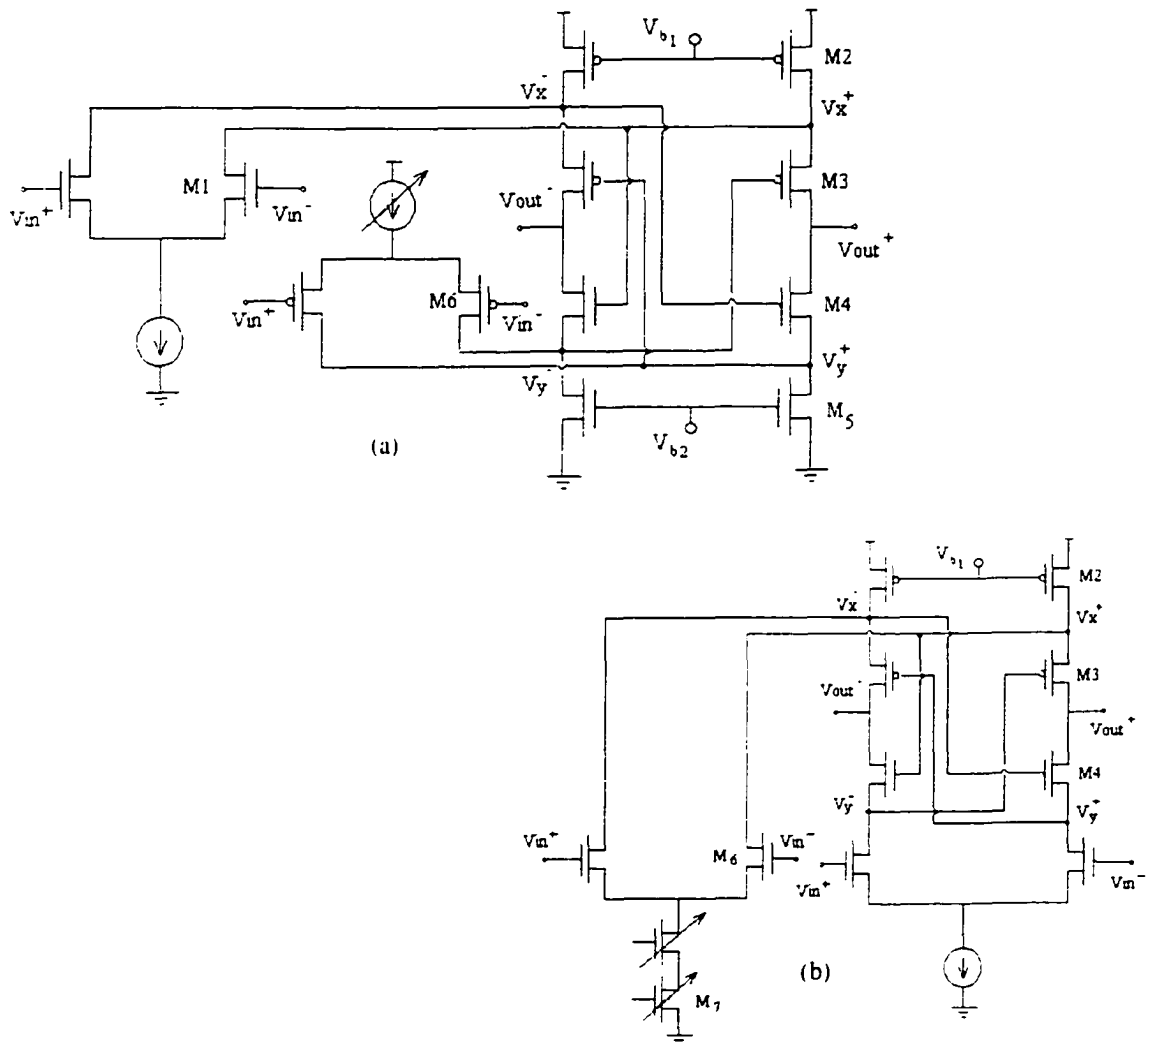 V b1
M2
Vx-
Vx+
M1
M3
Vin+
Vin-
Vout-
Vout+
M6
M4
Vin+
Vin-
Vy-
Vy+
M5
(a)
Vb2
Vb1
M2
Vx-
Vx+
M3
Vout-
Vout+
M4
Vy-
Vy+
Vin+
M6
Vin-
Vin+
Vin-
(b)
M7